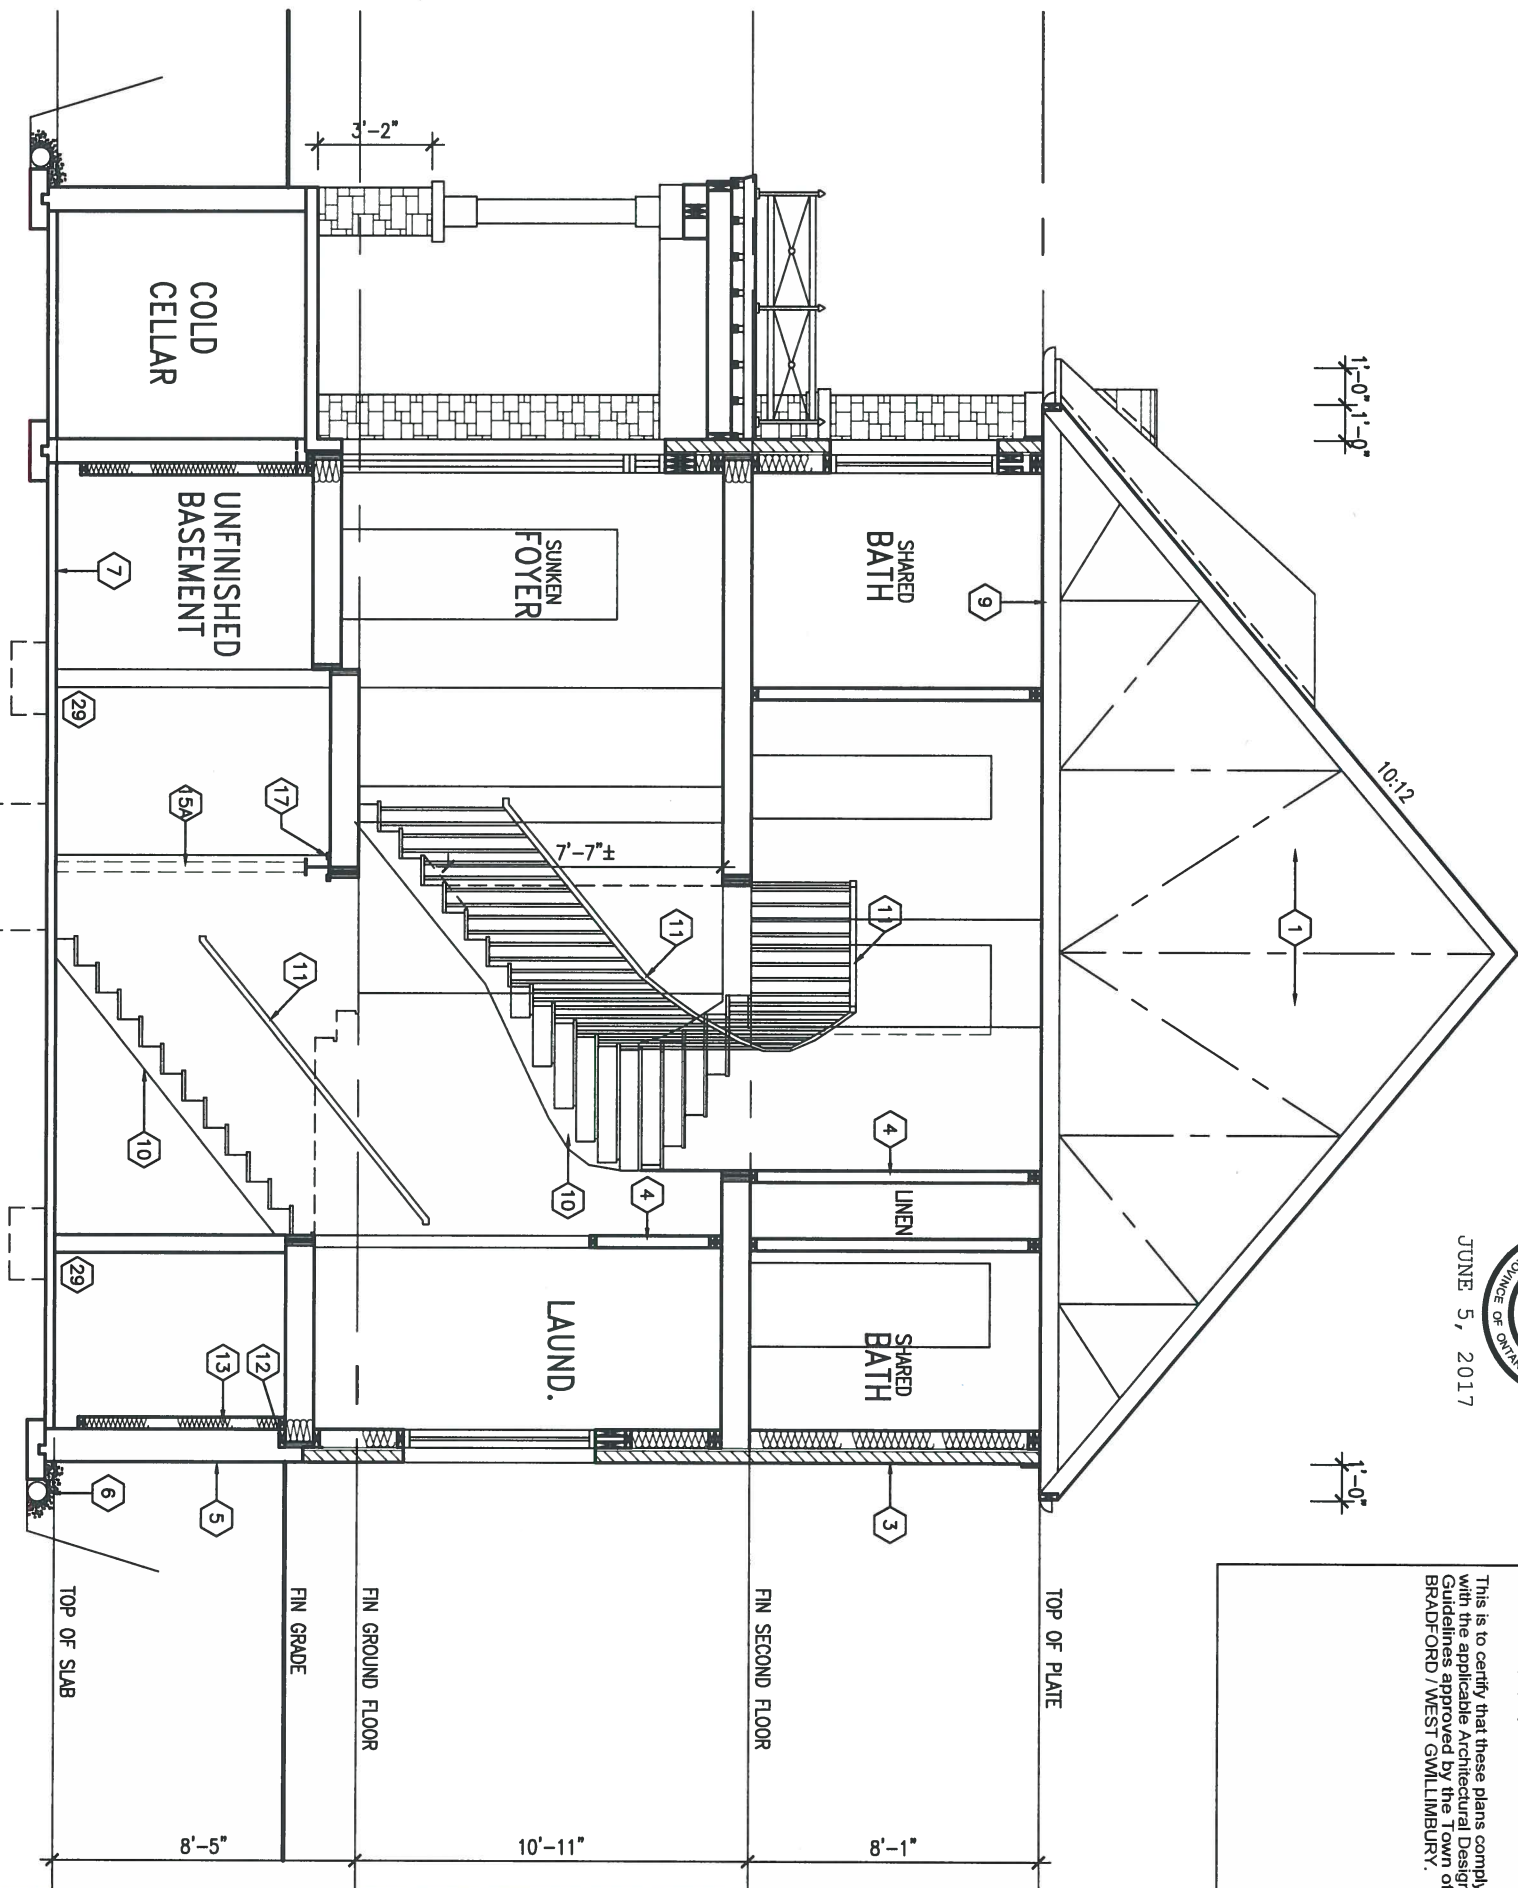 1'-0" 1'-0"
1'-0"
10:12
1
JUNE 5, 2017
OVINCE OF ONTAR
This is to certify that these plans comply
with the applicable Architectural Design
Guidelines approved by the Town of
BRADFORD / WEST GWILLIMBURY.
TOP OF PLATE
FIN SECOND FLOOR
FIN GROUND FLOOR
FIN GRADE
TOP OF SLAB
8'-1"
10'-11"
8'-5"
9
SHARED
BATH
11
4
LINEN
SHARED
BATH
3
3'-2"
SUNKEN
FOYER
7'-7"±
11
10
4
LAUND.
COLD
CELLAR
UNFINISHED
BASEMENT
7
29
15A
17
11
10
29
13
12
6
5